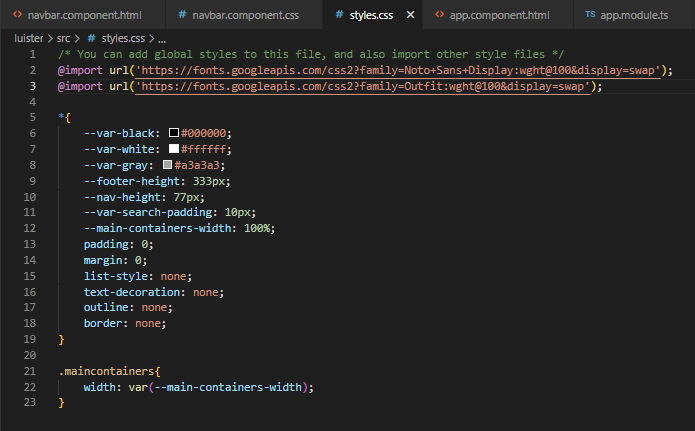 navbar.component.html navbar.component.css styles.css app.component.html TS app.module.ts
luister > src > # styles.css > ...
1 /* You can add global styles to this file, and also import other style files */
2 @import url('https://fonts.googleapis.com/css2?family=Noto+Sans+Display:wght@100&display=swap');
3 @import url('https://fonts.googleapis.com/css2?family=Outfit:wght@100&display=swap');
4
5 *{
6 --var-black: #000000;
7 --var-white: #ffffff;
8 --var-gray: #a3a3a3;
9 --footer-height: 333px;
10 --nav-height: 77px;
11 --var-search-padding: 10px;
12 --main-containers-width: 100%;
13 padding: 0;
14 margin: 0;
15 list-style: none;
16 text-decoration: none;
17 outline: none;
18 border: none;
19 }
20
21 .maincontainers{
22 width: var(--main-containers-width);
23 }